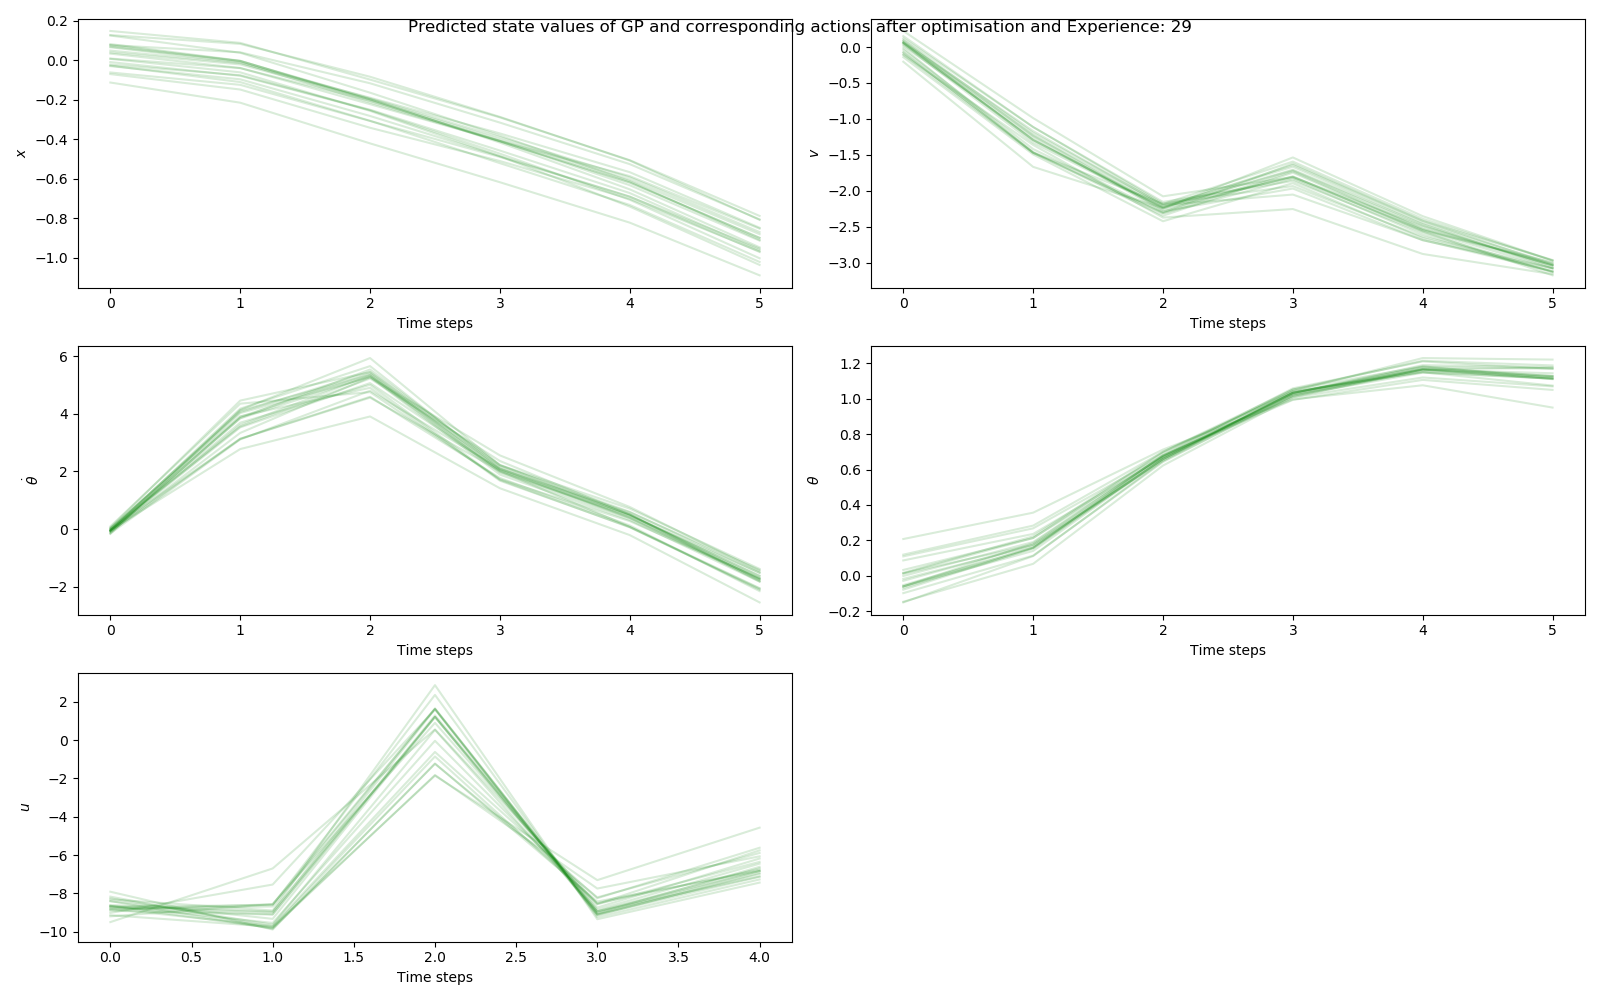 Predicted state values of GP and corresponding actions after optimisation and Experience: 29
0.2
0.0
−0.2
−0.4
−0.6
−0.8
−1.0
x
0 1 2 3 4 5
Time steps
0.0
−0.5
−1.0
−1.5
−2.0
−2.5
−3.0
v
0 1 2 3 4 5
Time steps
6
4
2
0
−2
θ̇
0 1 2 3 4 5
Time steps
1.2
1.0
0.8
0.6
0.4
0.2
0.0
−0.2
θ
0 1 2 3 4 5
Time steps
2
0
−2
−4
−6
−8
−10
u
0.0 0.5 1.0 1.5 2.0 2.5 3.0 3.5 4.0
Time steps